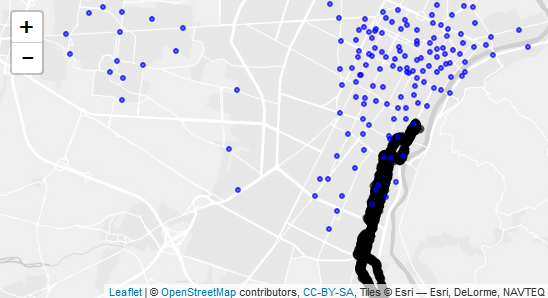 +
−
Leaflet | © OpenStreetMap contributors, CC-BY-SA, Tiles © Esri — Esri, DeLorme, NAVTEQ